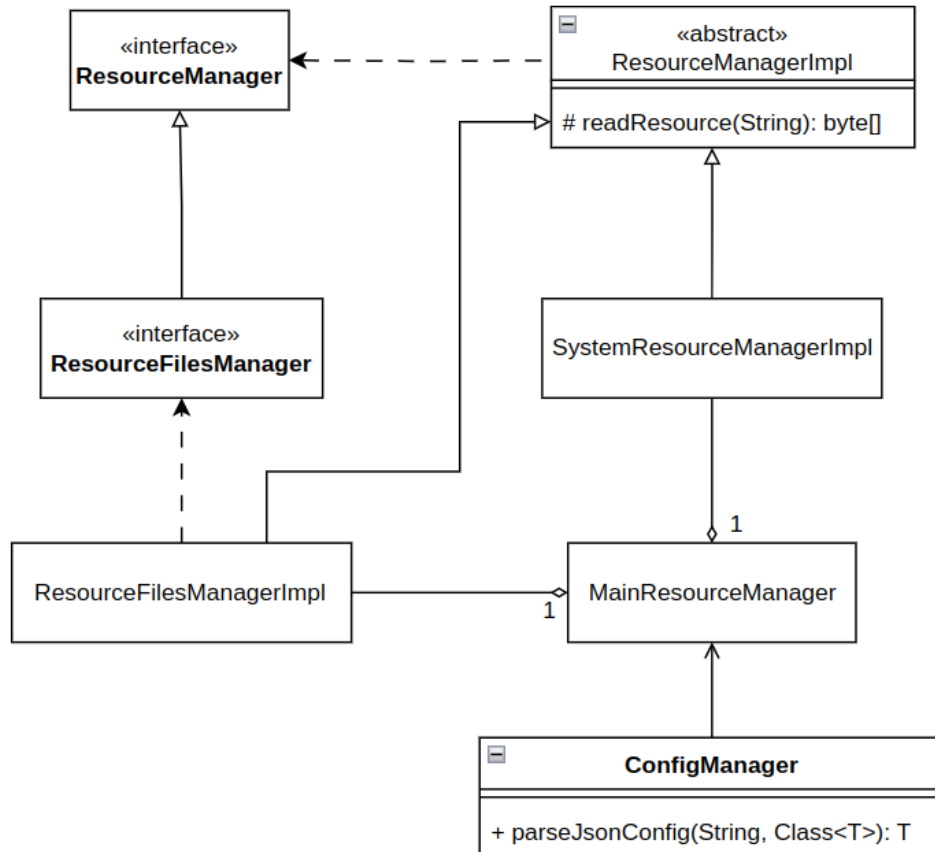 «interface»
ResourceManager
«abstract»
ResourceManagerImpl
# readResource(String): byte[]
«interface»
ResourceFilesManager
SystemResourceManagerImpl
1
ResourceFilesManagerImpl
1
MainResourceManager
ConfigManager
+ parseJsonConfig(String, Class<T>): T